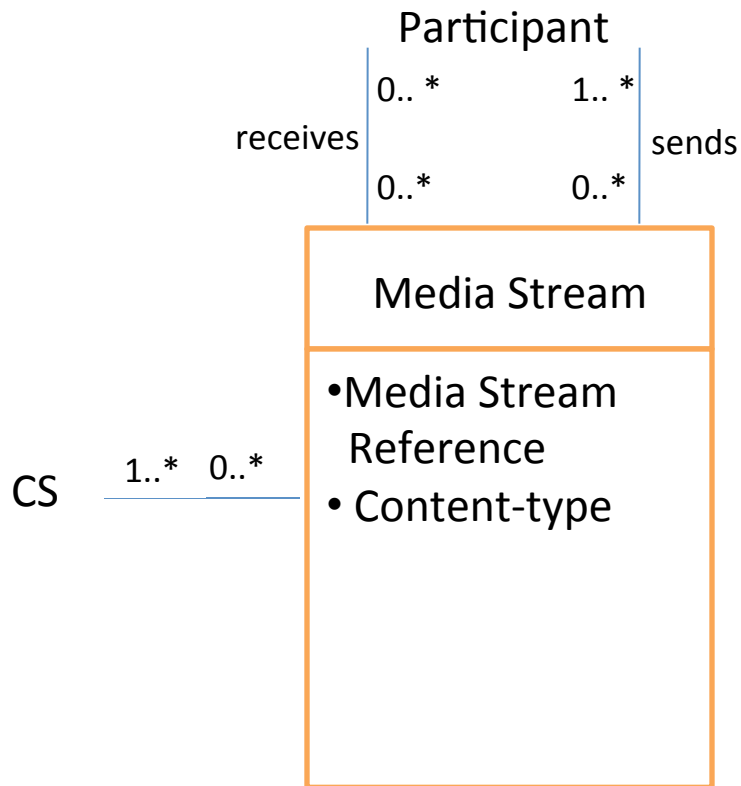 Participant
0.. * 1.. *
receives sends
0..* 0..*
Media Stream
•Media Stream
Reference
• Content-type
CS 1..* 0..*